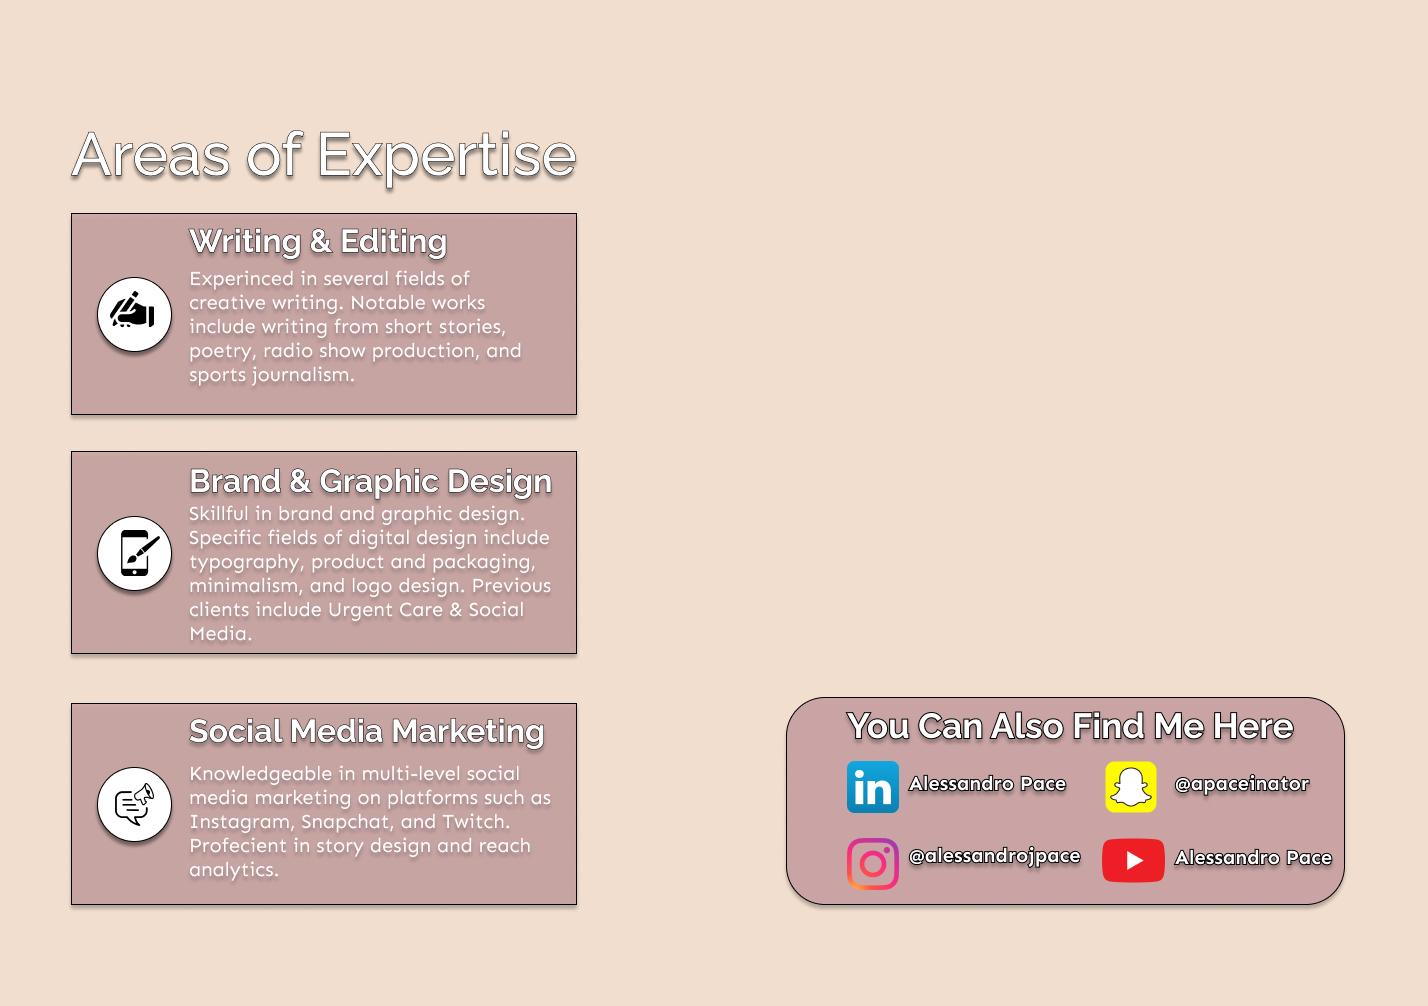 Areas of Expertise
Writing & Editing
Experinced in several fields of
creative writing. Notable works
include writing from short stories,
poetry, radio show production, and
sports journalism.
Brand & Graphic Design
Skillful in brand and graphic design.
Specific fields of digital design include
typography, product and packaging,
minimalism, and logo design. Previous
clients include Urgent Care & Social
Media.
Social Media Marketing
Knowledgeable in multi-level social
media marketing on platforms such as
Instagram, Snapchat, and Twitch.
Profecient in story design and reach
analytics.
You Can Also Find Me Here
in Alessandro Pace
@apaceinator
@alessandrojpace
Alessandro Pace